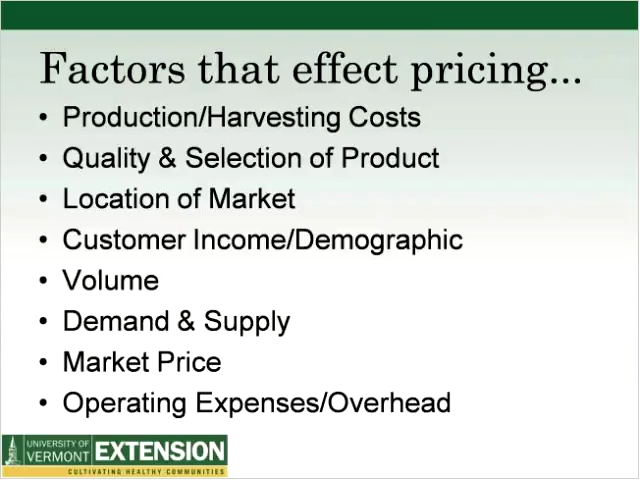 Factors that effect pricing...
• Production/Harvesting Costs
• Quality & Selection of Product
• Location of Market
• Customer Income/Demographic
• Volume
• Demand & Supply
• Market Price
• Operating Expenses/Overhead
UNIVERSITY OF
VERMONT EXTENSION
CULTIVATING HEALTHY COMMUNITIES